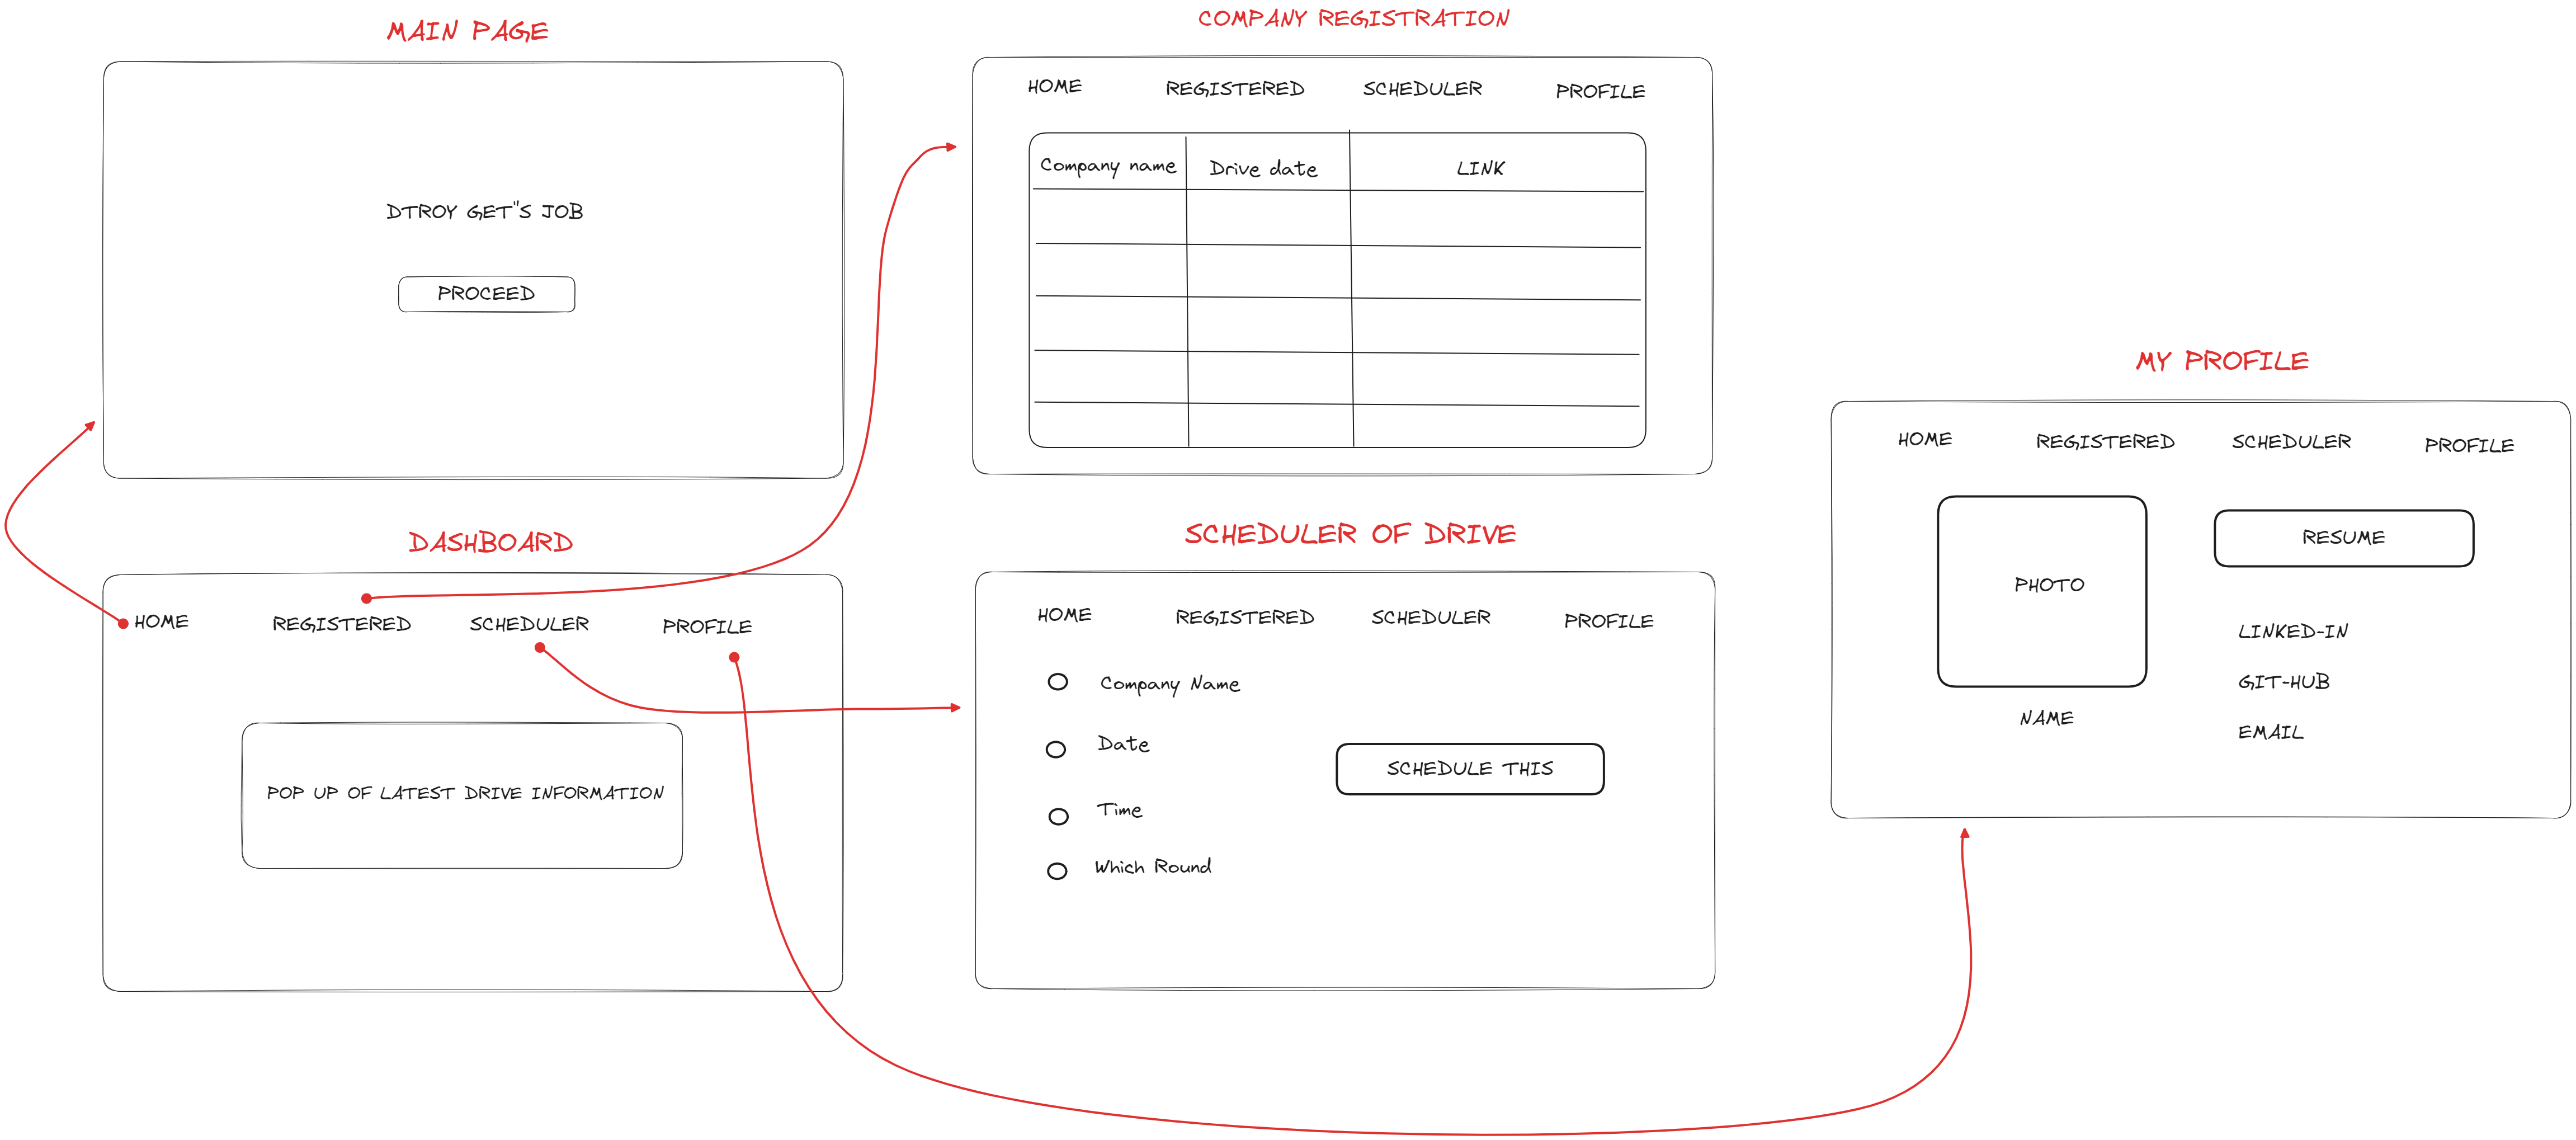 MAIN PAGE
DTROY GET"S JOB
PROCEED
COMPANY REGISTRATION
HOME REGISTERED SCHEDULER PROFILE
Company name Drive date LINK
DASHBOARD
HOME REGISTERED SCHEDULER PROFILE
POP UP OF LATEST DRIVE INFORMATION
SCHEDULER OF DRIVE
HOME REGISTERED SCHEDULER PROFILE
Company Name
Date
Time
Which Round
SCHEDULE THIS
MY PROFILE
HOME REGISTERED SCHEDULER PROFILE
PHOTO
NAME
RESUME
LINKED-IN
GIT-HUB
EMAIL